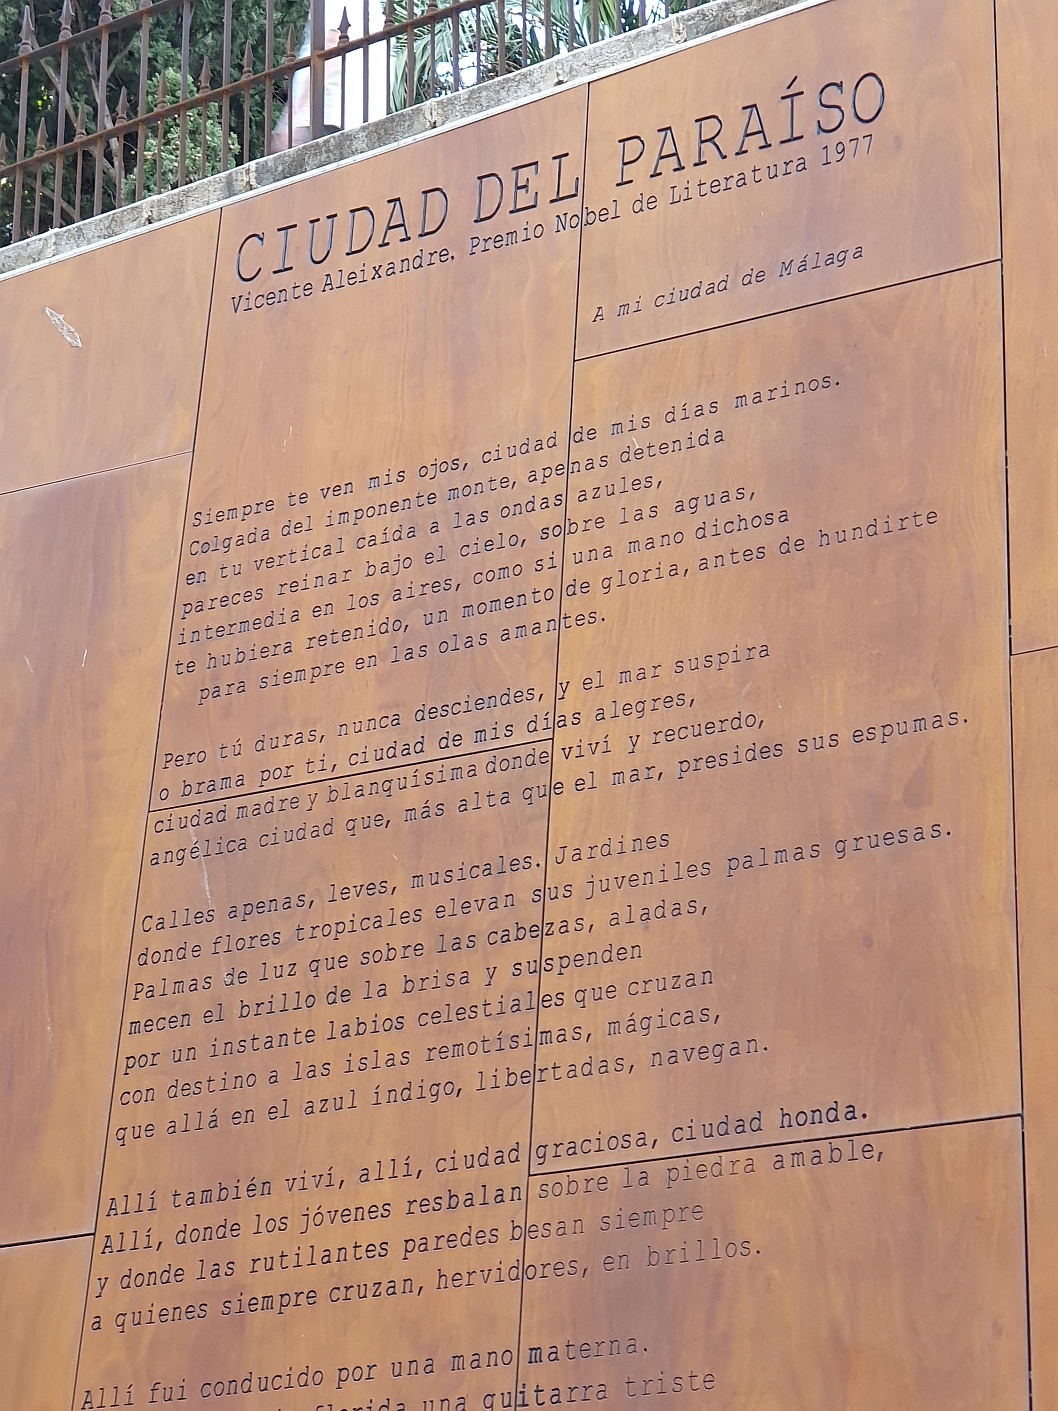 CIUDAD DEL PARAÍSO
Vicente Aleixandre. Premio Nobel de Literatura 1977
A mi ciudad de Málaga
Siempre te ven mis ojos, ciudad de mis días marinos.
Colgada del imponente monte, apenas detenida
en tu vertical caída a las ondas azules,
pareces reinar bajo el cielo, sobre las aguas,
intermedia en los aires, como si una mano dichosa
te hubiera retenido, un momento de gloria, antes de hundirte
para siempre en las olas amantes.
Pero tú duras, nunca desciendes, y el mar suspira
o brama por ti, ciudad de mis días alegres,
ciudad madre y blanquísima donde viví y recuerdo,
angélica ciudad que, más alta que el mar, presides sus espumas.
Calles apenas, leves, musicales. Jardines
donde flores tropicales elevan sus juveniles palmas gruesas.
Palmas de luz que sobre las cabezas, aladas,
mecen el brillo de la brisa y suspenden
por un instante labios celestiales que cruzan
con destino a las islas remotísimas, mágicas,
que allá en el azul índigo, libertadas, navegan.
Allí también viví, allí, ciudad graciosa, ciudad honda.
Allí, donde los jóvenes resbalan sobre la piedra amable,
y donde las rutilantes paredes besan siempre
a quienes siempre cruzan, hervidores, en brillos.
Allí fui conducido por una mano materna.
florida una guitarra triste